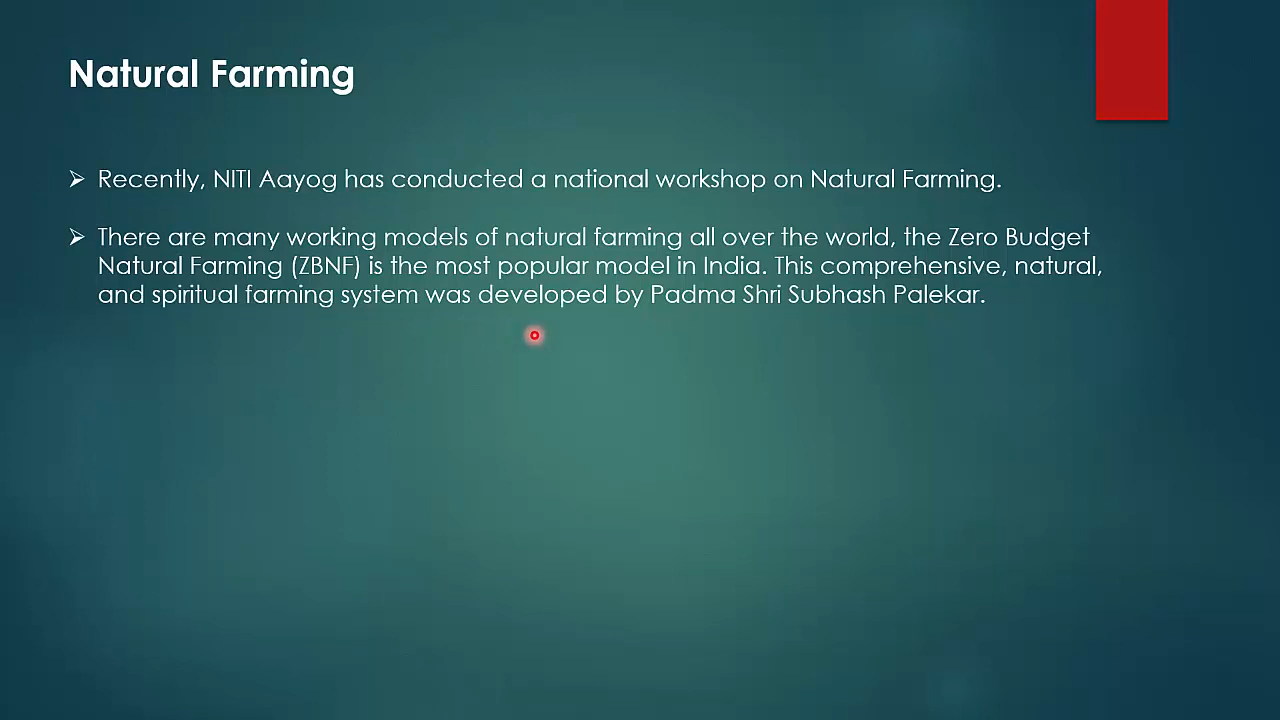 Natural Farming
Recently, NITI Aayog has conducted a national workshop on Natural Farming.
There are many working models of natural farming all over the world, the Zero Budget
Natural Farming (ZBNF) is the most popular model in India. This comprehensive, natural,
and spiritual farming system was developed by Padma Shri Subhash Palekar.